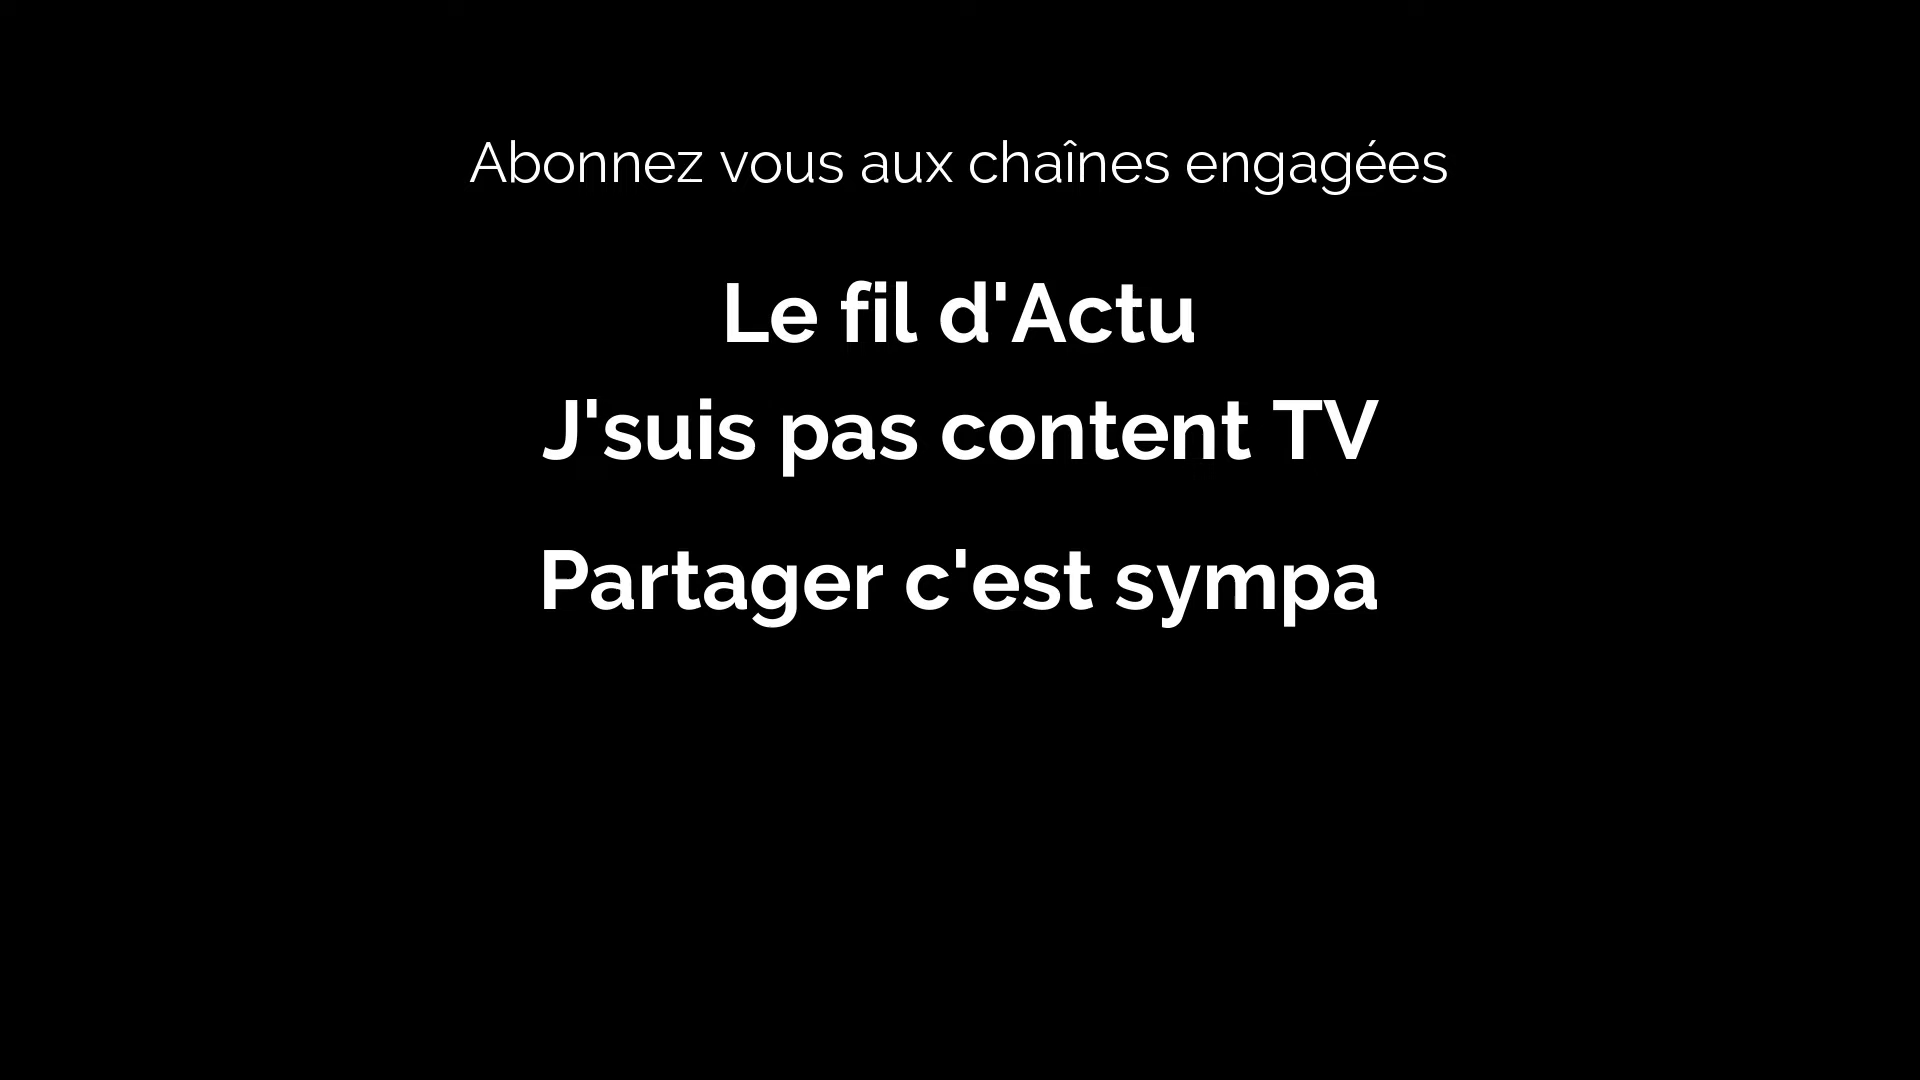 Abonnez vous aux chaînes engagées
Le fil d'Actu
J'suis pas content TV
Partager c'est sympa